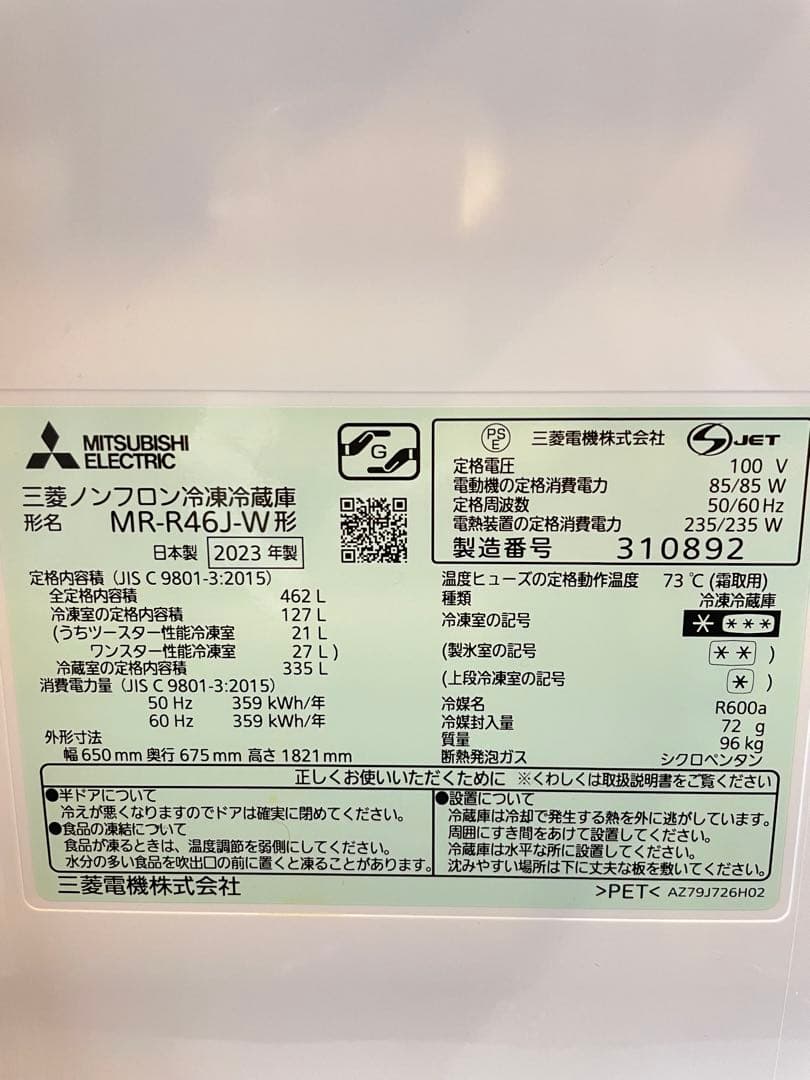 MITSUBISHI
ELECTRIC
G
三菱ノンフロン冷凍冷蔵庫
形名 MR-R46J-W形
日本製 2023 年製
PS
E
三菱電機株式会社
S JET
定格電圧 100 V
電動機の定格消費電力 85/85 W
定格周波数 50/60 Hz
電熱装置の定格消費電力 235/235 W
製造番号 310892
定格内容積（JIS C 9801-3:2015）
全定格内容積 462 L
冷凍室の定格内容積 127 L
(うちツースター性能冷凍室 21 L
ワンスター性能冷凍室 27 L )
冷蔵室の定格内容積 335 L
消費電力量（JIS C 9801-3:2015）
50 Hz 359 kWh/年
60 Hz 359 kWh/年
外形寸法
幅 650 mm 奥行 675 mm 高さ 1821 mm
温度ヒューズの定格動作温度 73 ℃ (霜取用)
種類 冷凍冷蔵庫
冷凍室の記号 * ***
(製氷室の記号 ** )
(上段冷凍室の記号 * )
冷媒名 R600a
冷媒封入量 72 g
質量 96 kg
断熱発泡ガス シクロペンタン
正しくお使いいただくために ※くわしくは取扱説明書をご覧ください
●半ドアについて
冷えが悪くなりますのでドアは確実に閉めてください。
●食品の凍結について
食品が凍るときは、温度調節を弱側にしてください。
水分の多い食品を吹出口の前に置くと凍ることがあります。
●設置について
冷蔵庫は冷却で発生する熱を外に逃がしています。
周囲にすき間をあけて設置してください。
冷蔵庫は水平な所に設置してください。
沈みやすい場所は下に丈夫な板を敷いてください。
三菱電機株式会社
>PET< AZ79J726H02